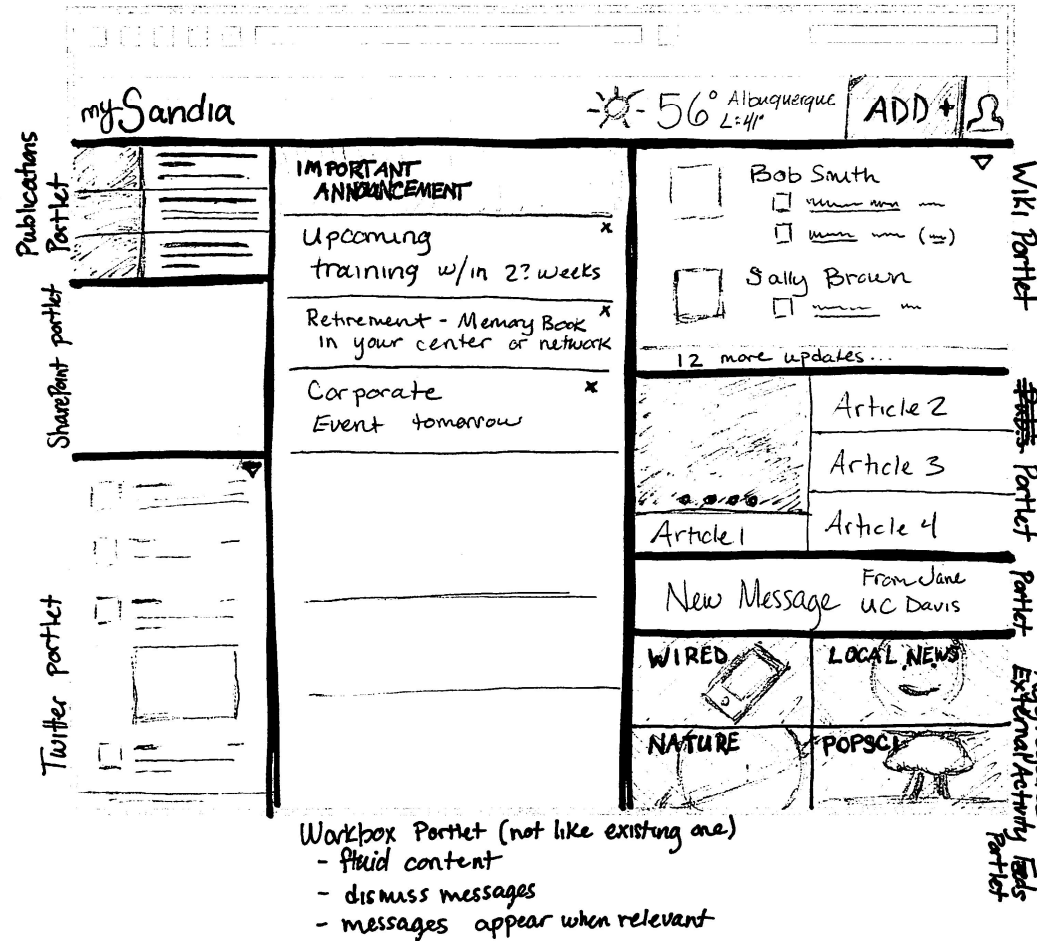 mySandia
56° Albuquerque
L:41°
ADD +
Publications
Portlet
SharePoint portlet
Twitter portlet
IMPORTANT
ANNOUNCEMENT
Upcoming x
training w/in 2? weeks
Retirement - Memory Book x
in your center or network
Corporate x
Event tomorrow
Bob Smith
Sally Brown
12 more updates...
Article 1
Article 2
Article 3
Article 4
New Message From Jane
UC Davis
WIRED
LOCAL NEWS
NATURE
POPSCI
Wiki Portlet
Portlet
Portlet
External Activity Feeds
Portlet
Workbox Portlet (not like existing one)
- fluid content
- dismiss messages
- messages appear when relevant